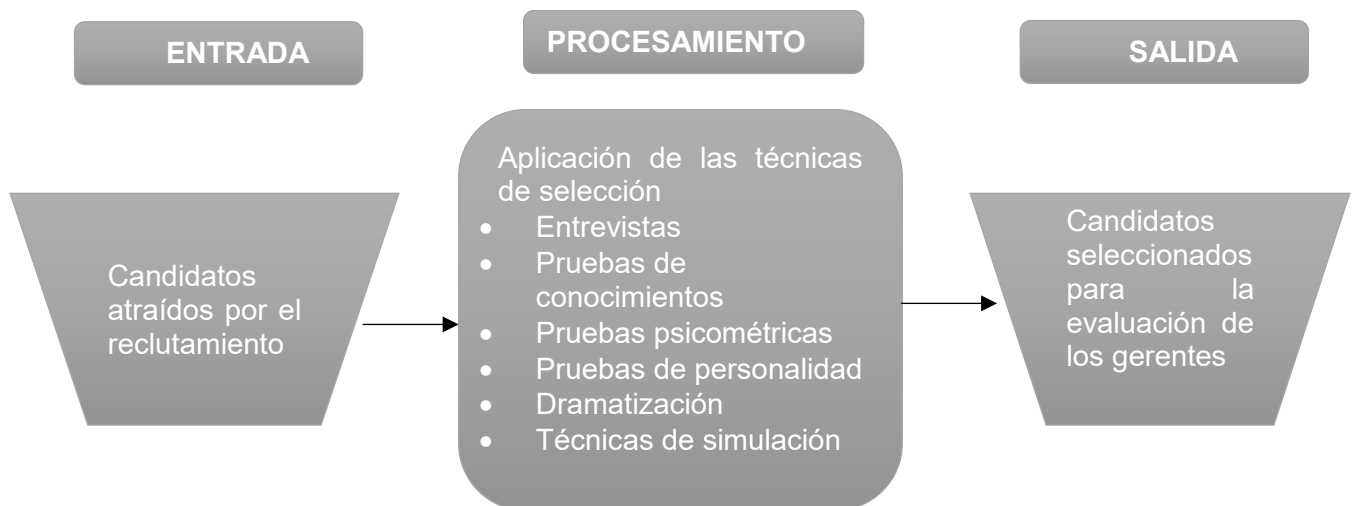 ENTRADA
PROCESAMIENTO
SALIDA
Candidatos
atraídos por el
reclutamiento
Aplicación de las técnicas
de selección
• Entrevistas
• Pruebas de
conocimientos
• Pruebas psicométricas
• Pruebas de personalidad
• Dramatización
• Técnicas de simulación
Candidatos
seleccionados
para la
evaluación de
los gerentes